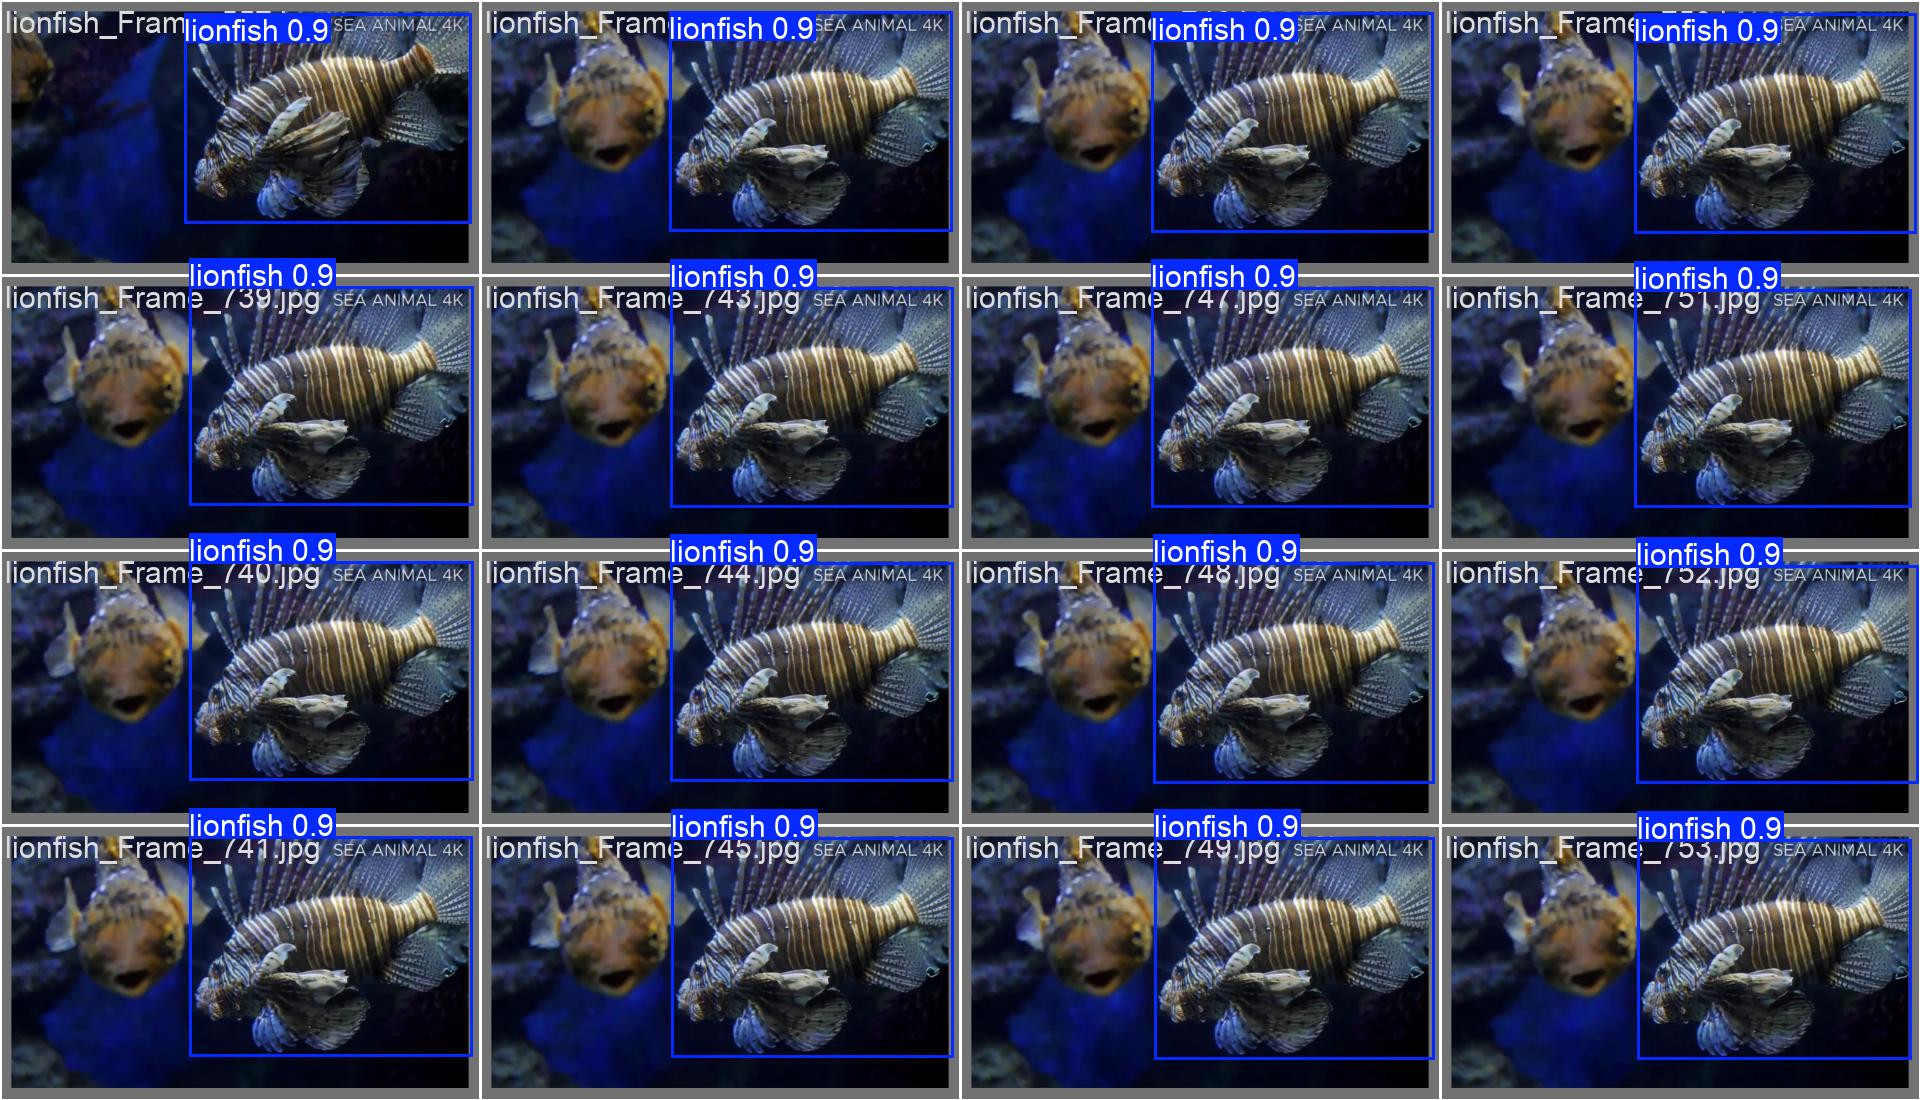 lionfish_Fram lionfish 0.9 SEA ANIMAL 4K
lionfish_Fram lionfish 0.9 SEA ANIMAL 4K
lionfish_Fram lionfish 0.9 SEA ANIMAL 4K
lionfish_Fram lionfish 0.9 SEA ANIMAL 4K
lionfish 0.9
lionfish_Frame_739.jpg SEA ANIMAL 4K
lionfish 0.9
lionfish_Frame_743.jpg SEA ANIMAL 4K
lionfish 0.9
lionfish_Frame_747.jpg SEA ANIMAL 4K
lionfish 0.9
lionfish_Frame_751.jpg SEA ANIMAL 4K
lionfish 0.9
lionfish_Frame_740.jpg SEA ANIMAL 4K
lionfish 0.9
lionfish_Frame_744.jpg SEA ANIMAL 4K
lionfish 0.9
lionfish_Frame_748.jpg SEA ANIMAL 4K
lionfish 0.9
lionfish_Frame_752.jpg SEA ANIMAL 4K
lionfish 0.9
lionfish_Frame_741.jpg SEA ANIMAL 4K
lionfish 0.9
lionfish_Frame_745.jpg SEA ANIMAL 4K
lionfish 0.9
lionfish_Frame_749.jpg SEA ANIMAL 4K
lionfish 0.9
lionfish_Frame_753.jpg SEA ANIMAL 4K